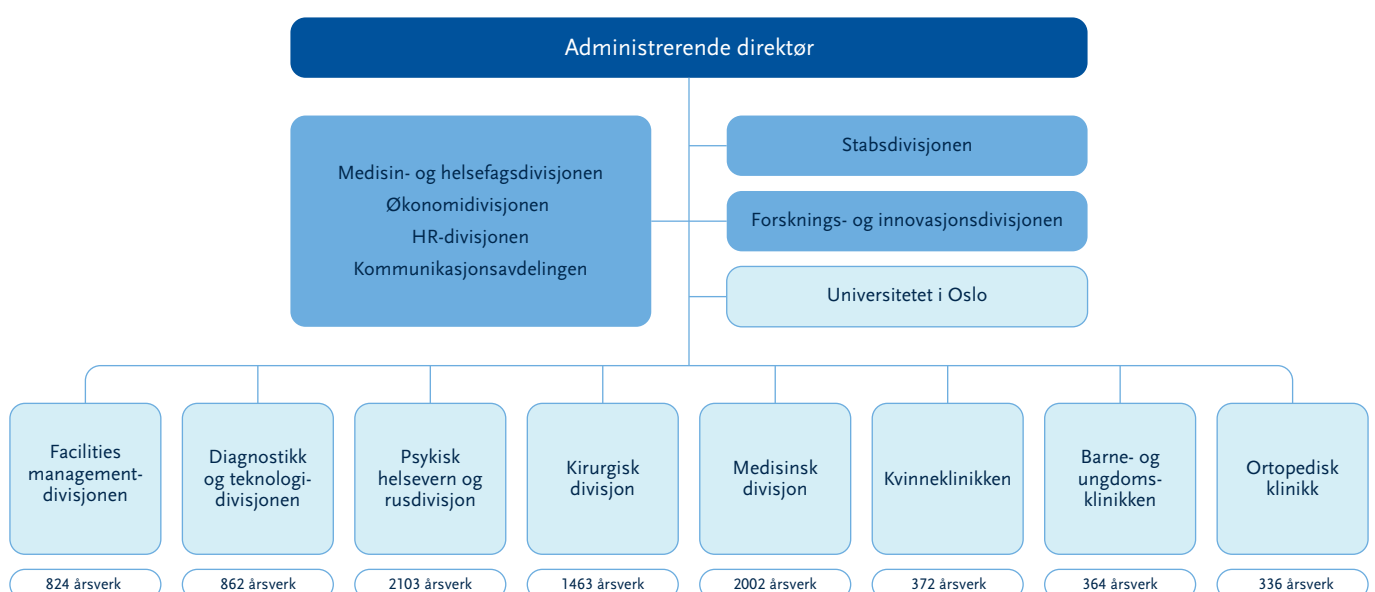 Administrerende direktør
Medisin- og helsefagsdivisjonen
Økonomidivisjonen
HR-divisjonen
Kommunikasjonsavdelingen
Stabsdivisjonen
Forsknings- og innovasjonsdivisjonen
Universitetet i Oslo
Facilities
management-
divisjonen
Diagnostikk
og teknologi-
divisjonen
Psykisk
helsevern og
rusdivisjon
Kirurgisk
divisjon
Medisinsk
divisjon
Kvinneklinikken
Barne- og
ungdoms-
klinikken
Ortopedisk
klinikk
824 årsverk
862 årsverk
2103 årsverk
1463 årsverk
2002 årsverk
372 årsverk
364 årsverk
336 årsverk